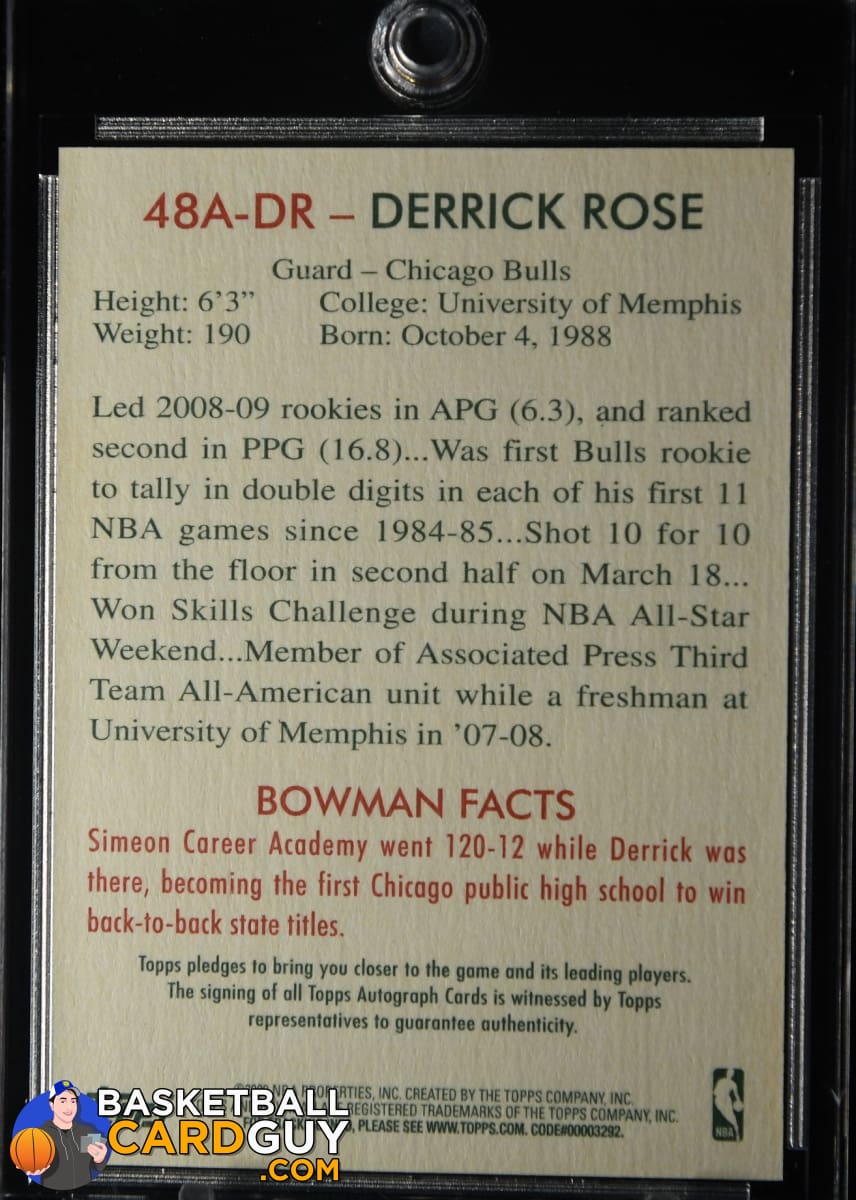 48A-DR – DERRICK ROSE
Guard – Chicago Bulls
Height: 6’3” College: University of Memphis
Weight: 190 Born: October 4, 1988
Led 2008-09 rookies in APG (6.3), and ranked
second in PPG (16.8)...Was first Bulls rookie
to tally in double digits in each of his first 11
NBA games since 1984-85...Shot 10 for 10
from the floor in second half on March 18...
Won Skills Challenge during NBA All-Star
Weekend...Member of Associated Press Third
Team All-American unit while a freshman at
University of Memphis in ’07-08.
BOWMAN FACTS
Simeon Career Academy went 120-12 while Derrick was
there, becoming the first Chicago public high school to win
back-to-back state titles.
Topps pledges to bring you closer to the game and its leading players.
The signing of all Topps Autograph Cards is witnessed by Topps
representatives to guarantee authenticity.
PROPERTIES, INC. CREATED BY THE TOPPS COMPANY, INC.
REGISTERED TRADEMARKS OF THE TOPPS COMPANY, INC.
PLEASE SEE WWW.TOPPS.COM. CODE#00003292.
NBA
BASKETBALL
CARDGUY
.COM